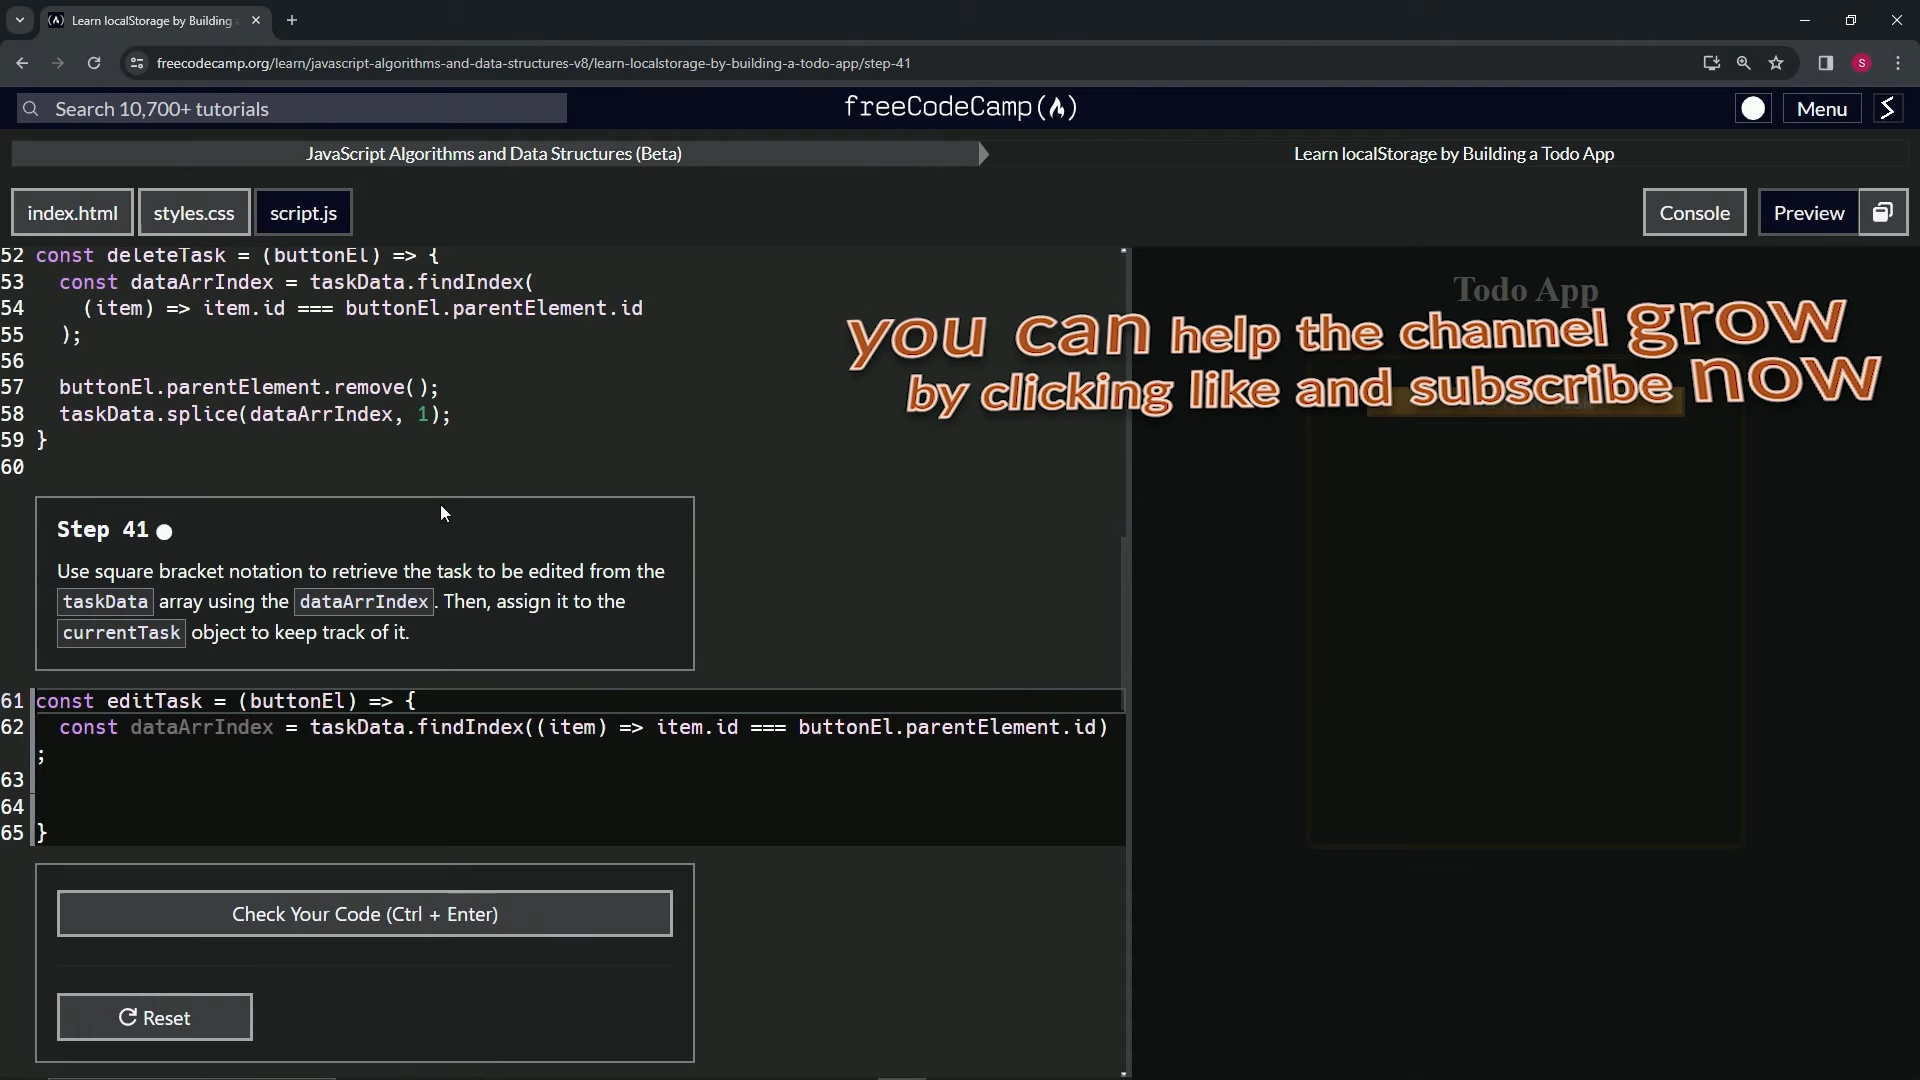 Learn localStorage by Building
freecodecamp.org/learn/javascript-algorithms-and-data-structures-v8/learn-localstorage-by-building-a-todo-app/step-41
S
Search 10,700+ tutorials
freeCodeCamp
Menu
JavaScript Algorithms and Data Structures (Beta)
Learn localStorage by Building a Todo App
index.html
styles.css
script.js
Console
Preview
52 const deleteTask = (buttonEl) => {
53 const dataArrIndex = taskData.findIndex(
54 (item) => item.id === buttonEl.parentElement.id
55 );
56
57 buttonEl.parentElement.remove();
58 taskData.splice(dataArrIndex, 1);
59 }
60
Todo App
you can help the channel grow
by clicking like and subscribe now
Step 41
Use square bracket notation to retrieve the task to be edited from the
taskData array using the dataArrIndex. Then, assign it to the
currentTask object to keep track of it.
61 const editTask = (buttonEl) => {
62 const dataArrIndex = taskData.findIndex((item) => item.id === buttonEl.parentElement.id)
;
63
64
65 }
Check Your Code (Ctrl + Enter)
Reset